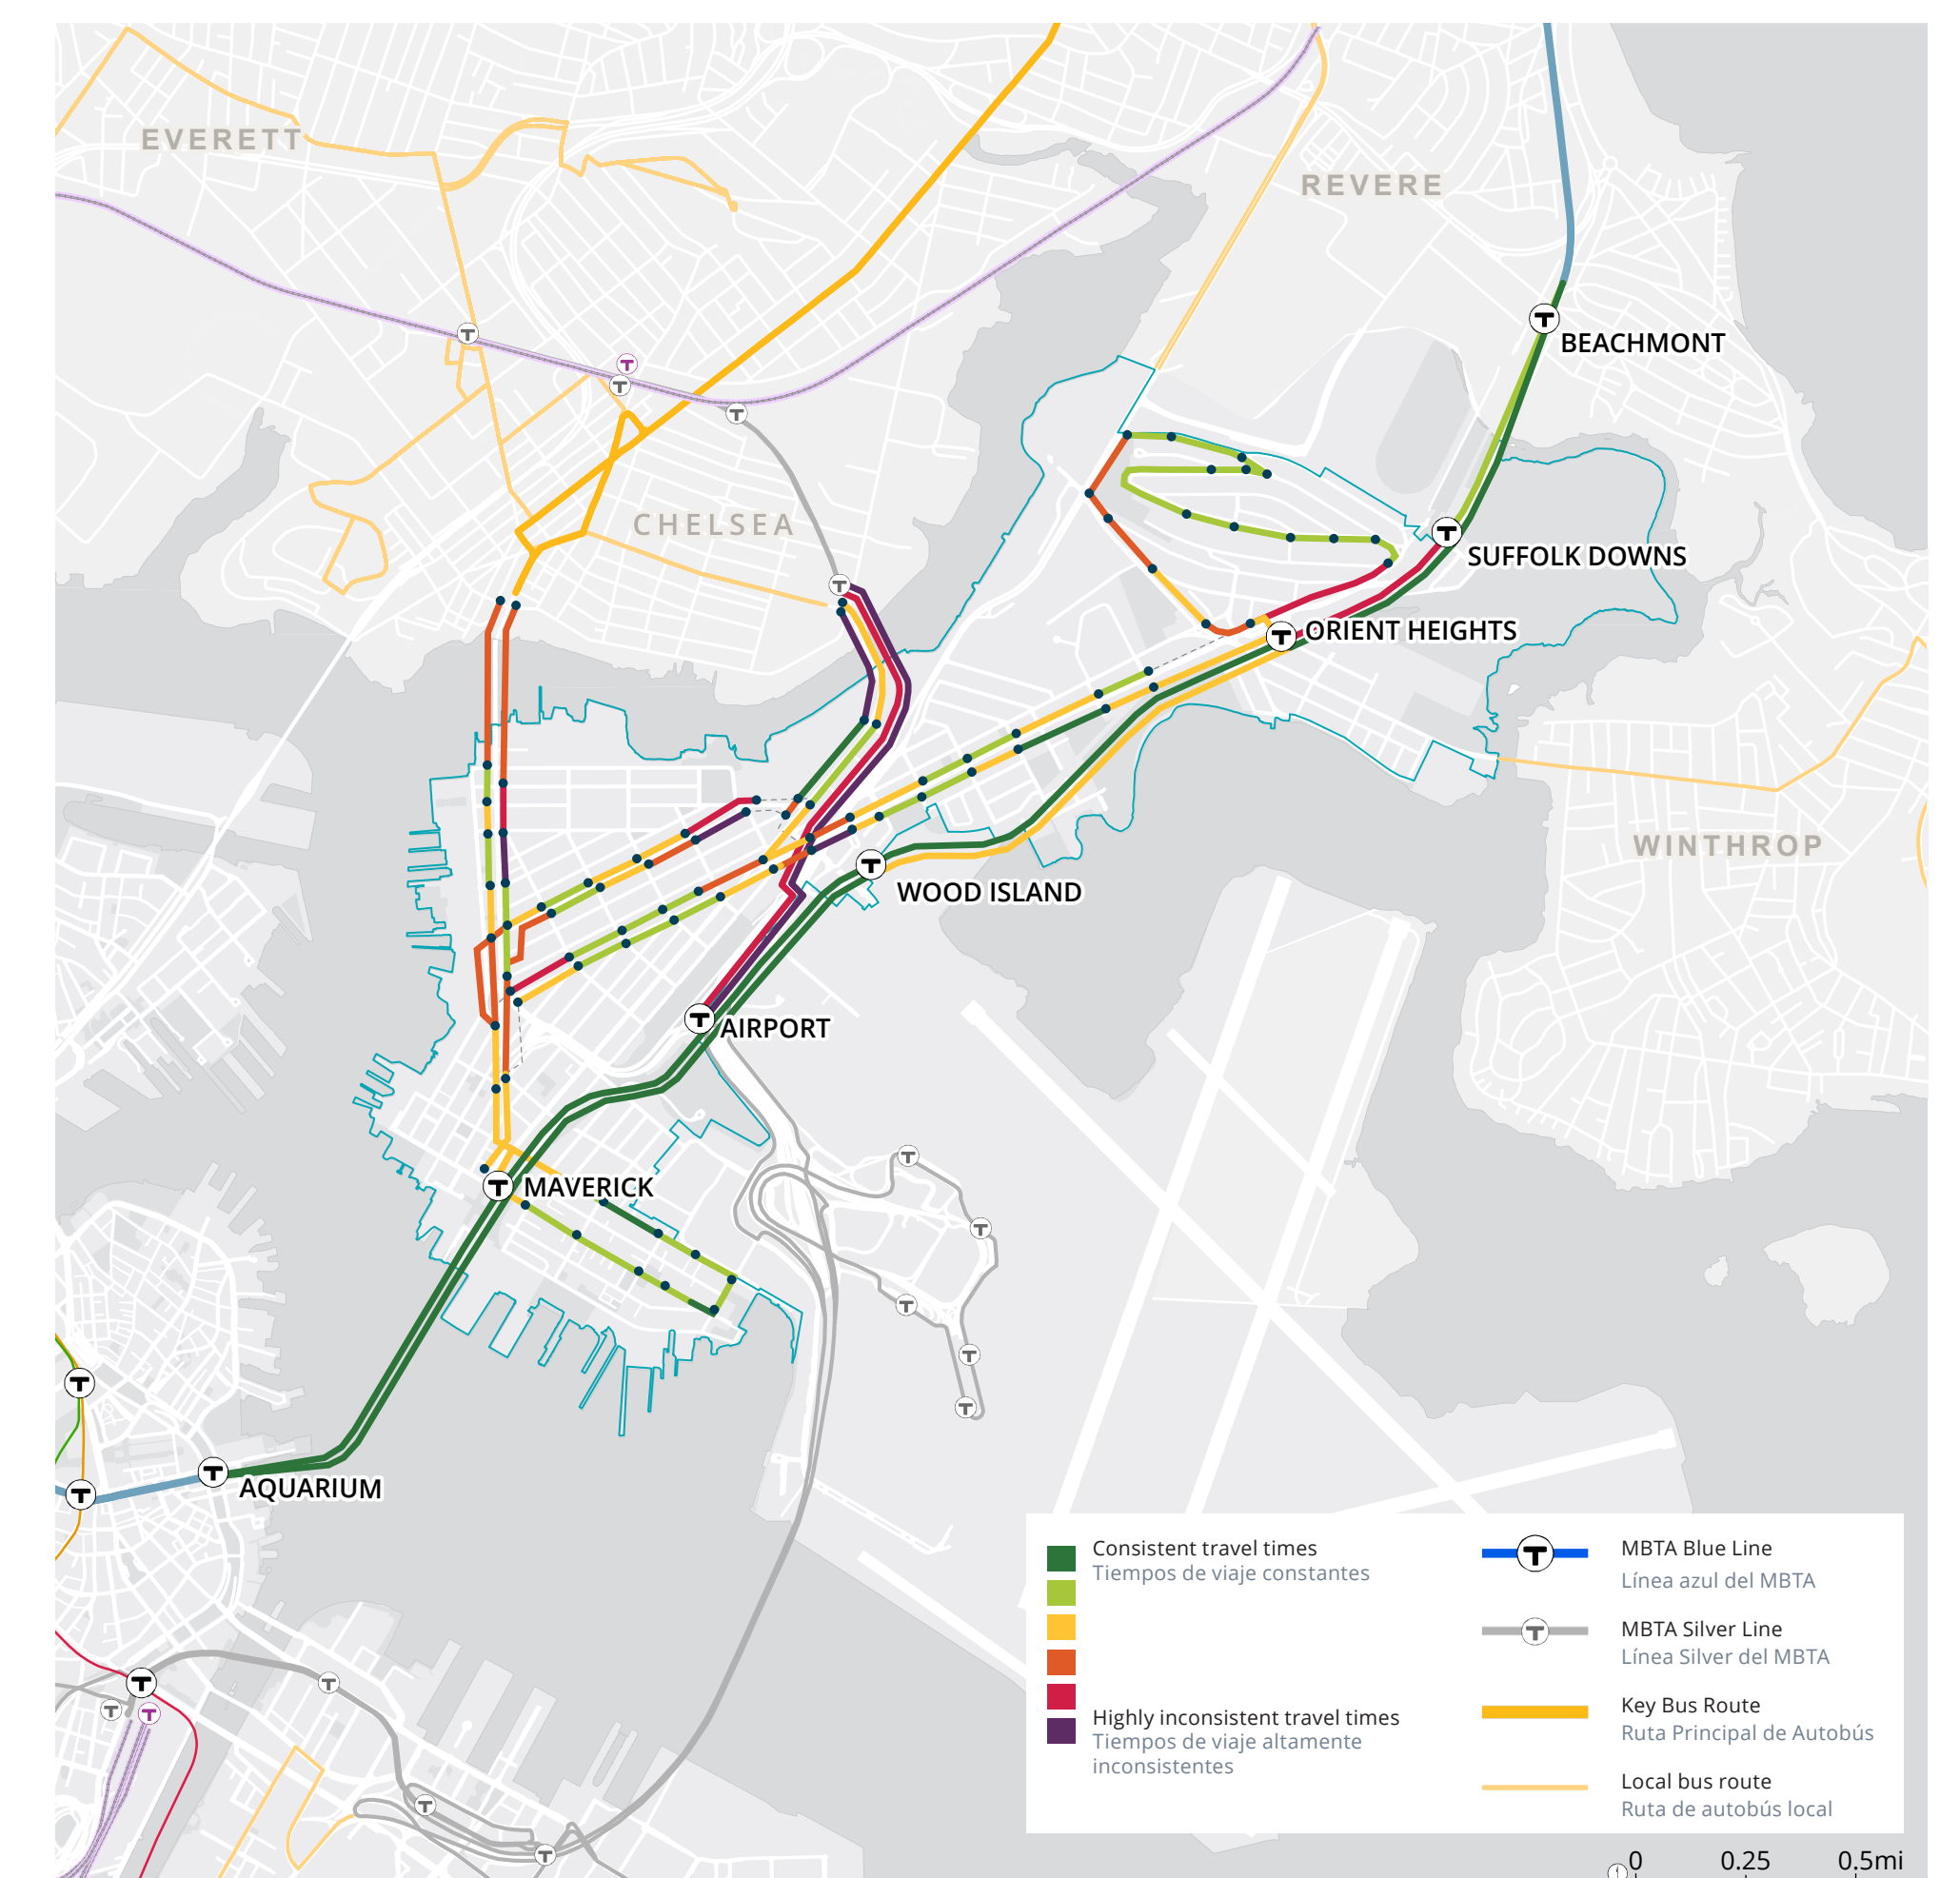 EVERETT
REVERE
BEACHMONT
CHELSEA
SUFFOLK DOWNS
ORIENT HEIGHTS
WINTHROP
WOOD ISLAND
AIRPORT
MAVERICK
AQUARIUM
Consistent travel times
Tiempos de viaje constantes
Highly inconsistent travel times
Tiempos de viaje altamente
inconsistentes
T MBTA Blue Line
Línea azul del MBTA
T MBTA Silver Line
Línea Silver del MBTA
Key Bus Route
Ruta Principal de Autobús
Local bus route
Ruta de autobús local
0 0.25 0.5mi